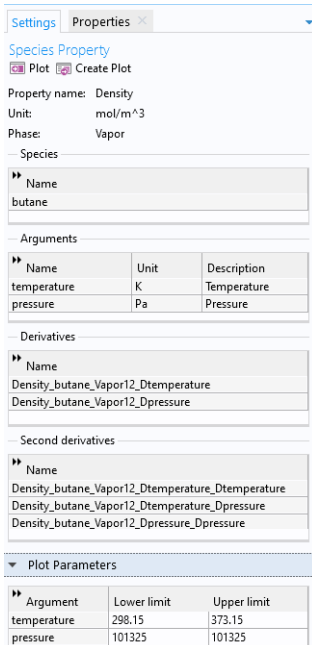 Settings Properties
Species Property
Plot Create Plot
Property name: Density
Unit: mol/m^3
Phase: Vapor
Species
Name
butane
Arguments
Name Unit Description
temperature K Temperature
pressure Pa Pressure
Derivatives
Name
Density_butane_Vapor12_Dtemperature
Density_butane_Vapor12_Dpressure
Second derivatives
Name
Density_butane_Vapor12_Dtemperature_Dtemperature
Density_butane_Vapor12_Dtemperature_Dpressure
Density_butane_Vapor12_Dpressure_Dpressure
Plot Parameters
Argument Lower limit Upper limit
temperature 298.15 373.15
pressure 101325 101325